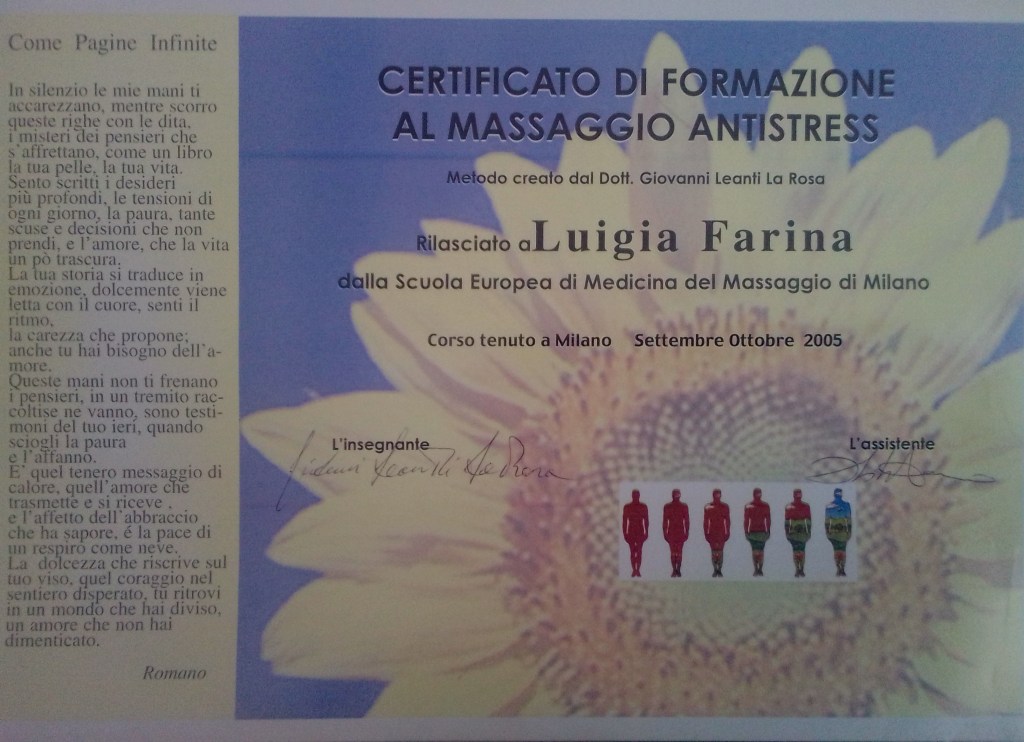 Come Pagine Infinite
In silenzio le mie mani ti
accarezzano, mentre scorro
queste righe con le dita,
i misteri dei pensieri che
s'affrettano, come un libro
la tua pelle, la tua vita.
Sento scritti i desideri
più profondi, le tensioni di
ogni giorno, la paura, tante
scuse e decisioni che non
prendi, e l'amore, che la vita
un pò trascura.
La tua storia si traduce in
emozione, dolcemente viene
letta con il cuore, senti il
ritmo,
la carezza che propone;
anche tu hai bisogno dell'a-
more.
Queste mani non ti frenano
i pensieri, in un tremito rac-
coltise ne vanno, sono testi-
moni del tuo ieri, quando
sciogli la paura
e l'affanno.
E' quel tenero messaggio di
calore, quell'amore che
trasmette e si riceve ,
e l'affetto dell'abbraccio
che ha sapore, é la pace di
un respiro come neve.
La dolcezza che riscrive sul
tuo viso, quel coraggio nel
sentiero disperato, tu ritrovi
in un mondo che hai diviso,
un amore che non hai
dimenticato.
Romano
CERTIFICATO DI FORMAZIONE
AL MASSAGGIO ANTISTRESS
Metodo creato dal Dott. Giovanni Leanti La Rosa
Rilasciato a Luigia Farina
dalla Scuola Europea di Medicina del Massaggio di Milano
Corso tenuto a Milano Settembre Ottobre 2005
L'insegnante
L'assistente
Giovanni Leanti La Rosa